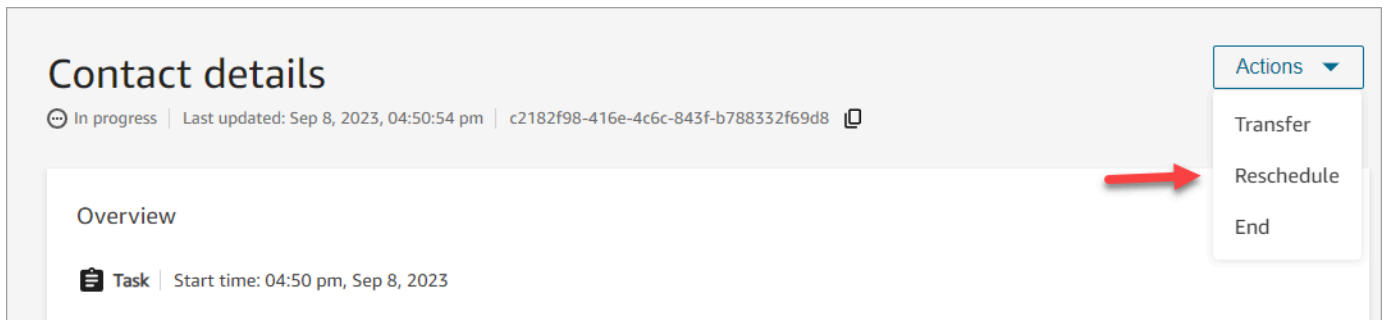 Contact details
Actions
In progress Last updated: Sep 8, 2023, 04:50:54 pm c2182f98-416e-4c6c-843f-b788332f69d8
Transfer
Reschedule
End
Overview
Task Start time: 04:50 pm, Sep 8, 2023